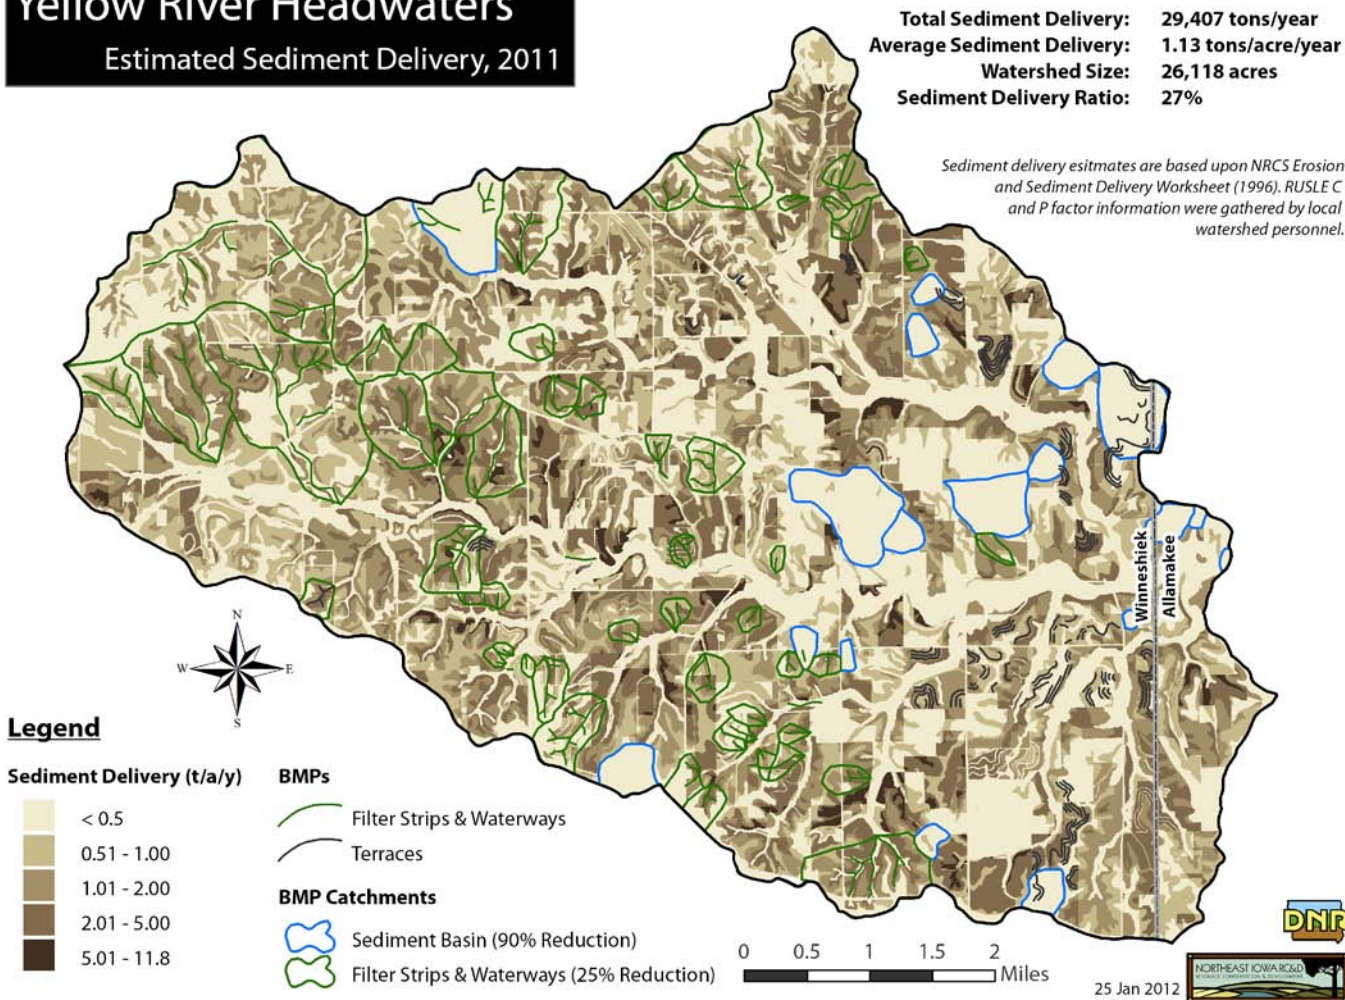 Yellow River Headwaters
Estimated Sediment Delivery, 2011
Total Sediment Delivery: 29,407 tons/year
Average Sediment Delivery: 1.13 tons/acre/year
Watershed Size: 26,118 acres
Sediment Delivery Ratio: 27%
Sediment delivery esitmates are based upon NRCS Erosion
and Sediment Delivery Worksheet (1996). RUSLE C
and P factor information were gathered by local
watershed personnel.
Winneshiek
Allamakee
N
W E
S
Legend
Sediment Delivery (t/a/y)
< 0.5
0.51 - 1.00
1.01 - 2.00
2.01 - 5.00
5.01 - 11.8
BMPs
Filter Strips & Waterways
Terraces
BMP Catchments
Sediment Basin (90% Reduction)
Filter Strips & Waterways (25% Reduction)
0 0.5 1 1.5 2
Miles
25 Jan 2012
DNR
NORTHEAST IOWA RC&D